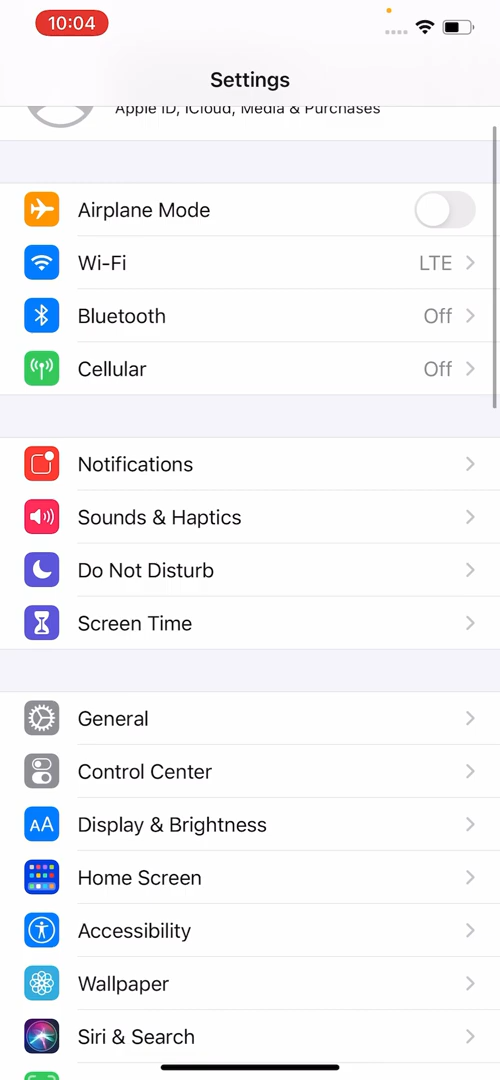 10:04
Settings
Apple ID, iCloud, Media & Purchases
Airplane Mode
Wi-Fi LTE
Bluetooth Off
Cellular Off
Notifications
Sounds & Haptics
Do Not Disturb
Screen Time
General
Control Center
AA Display & Brightness
Home Screen
Accessibility
Wallpaper
Siri & Search